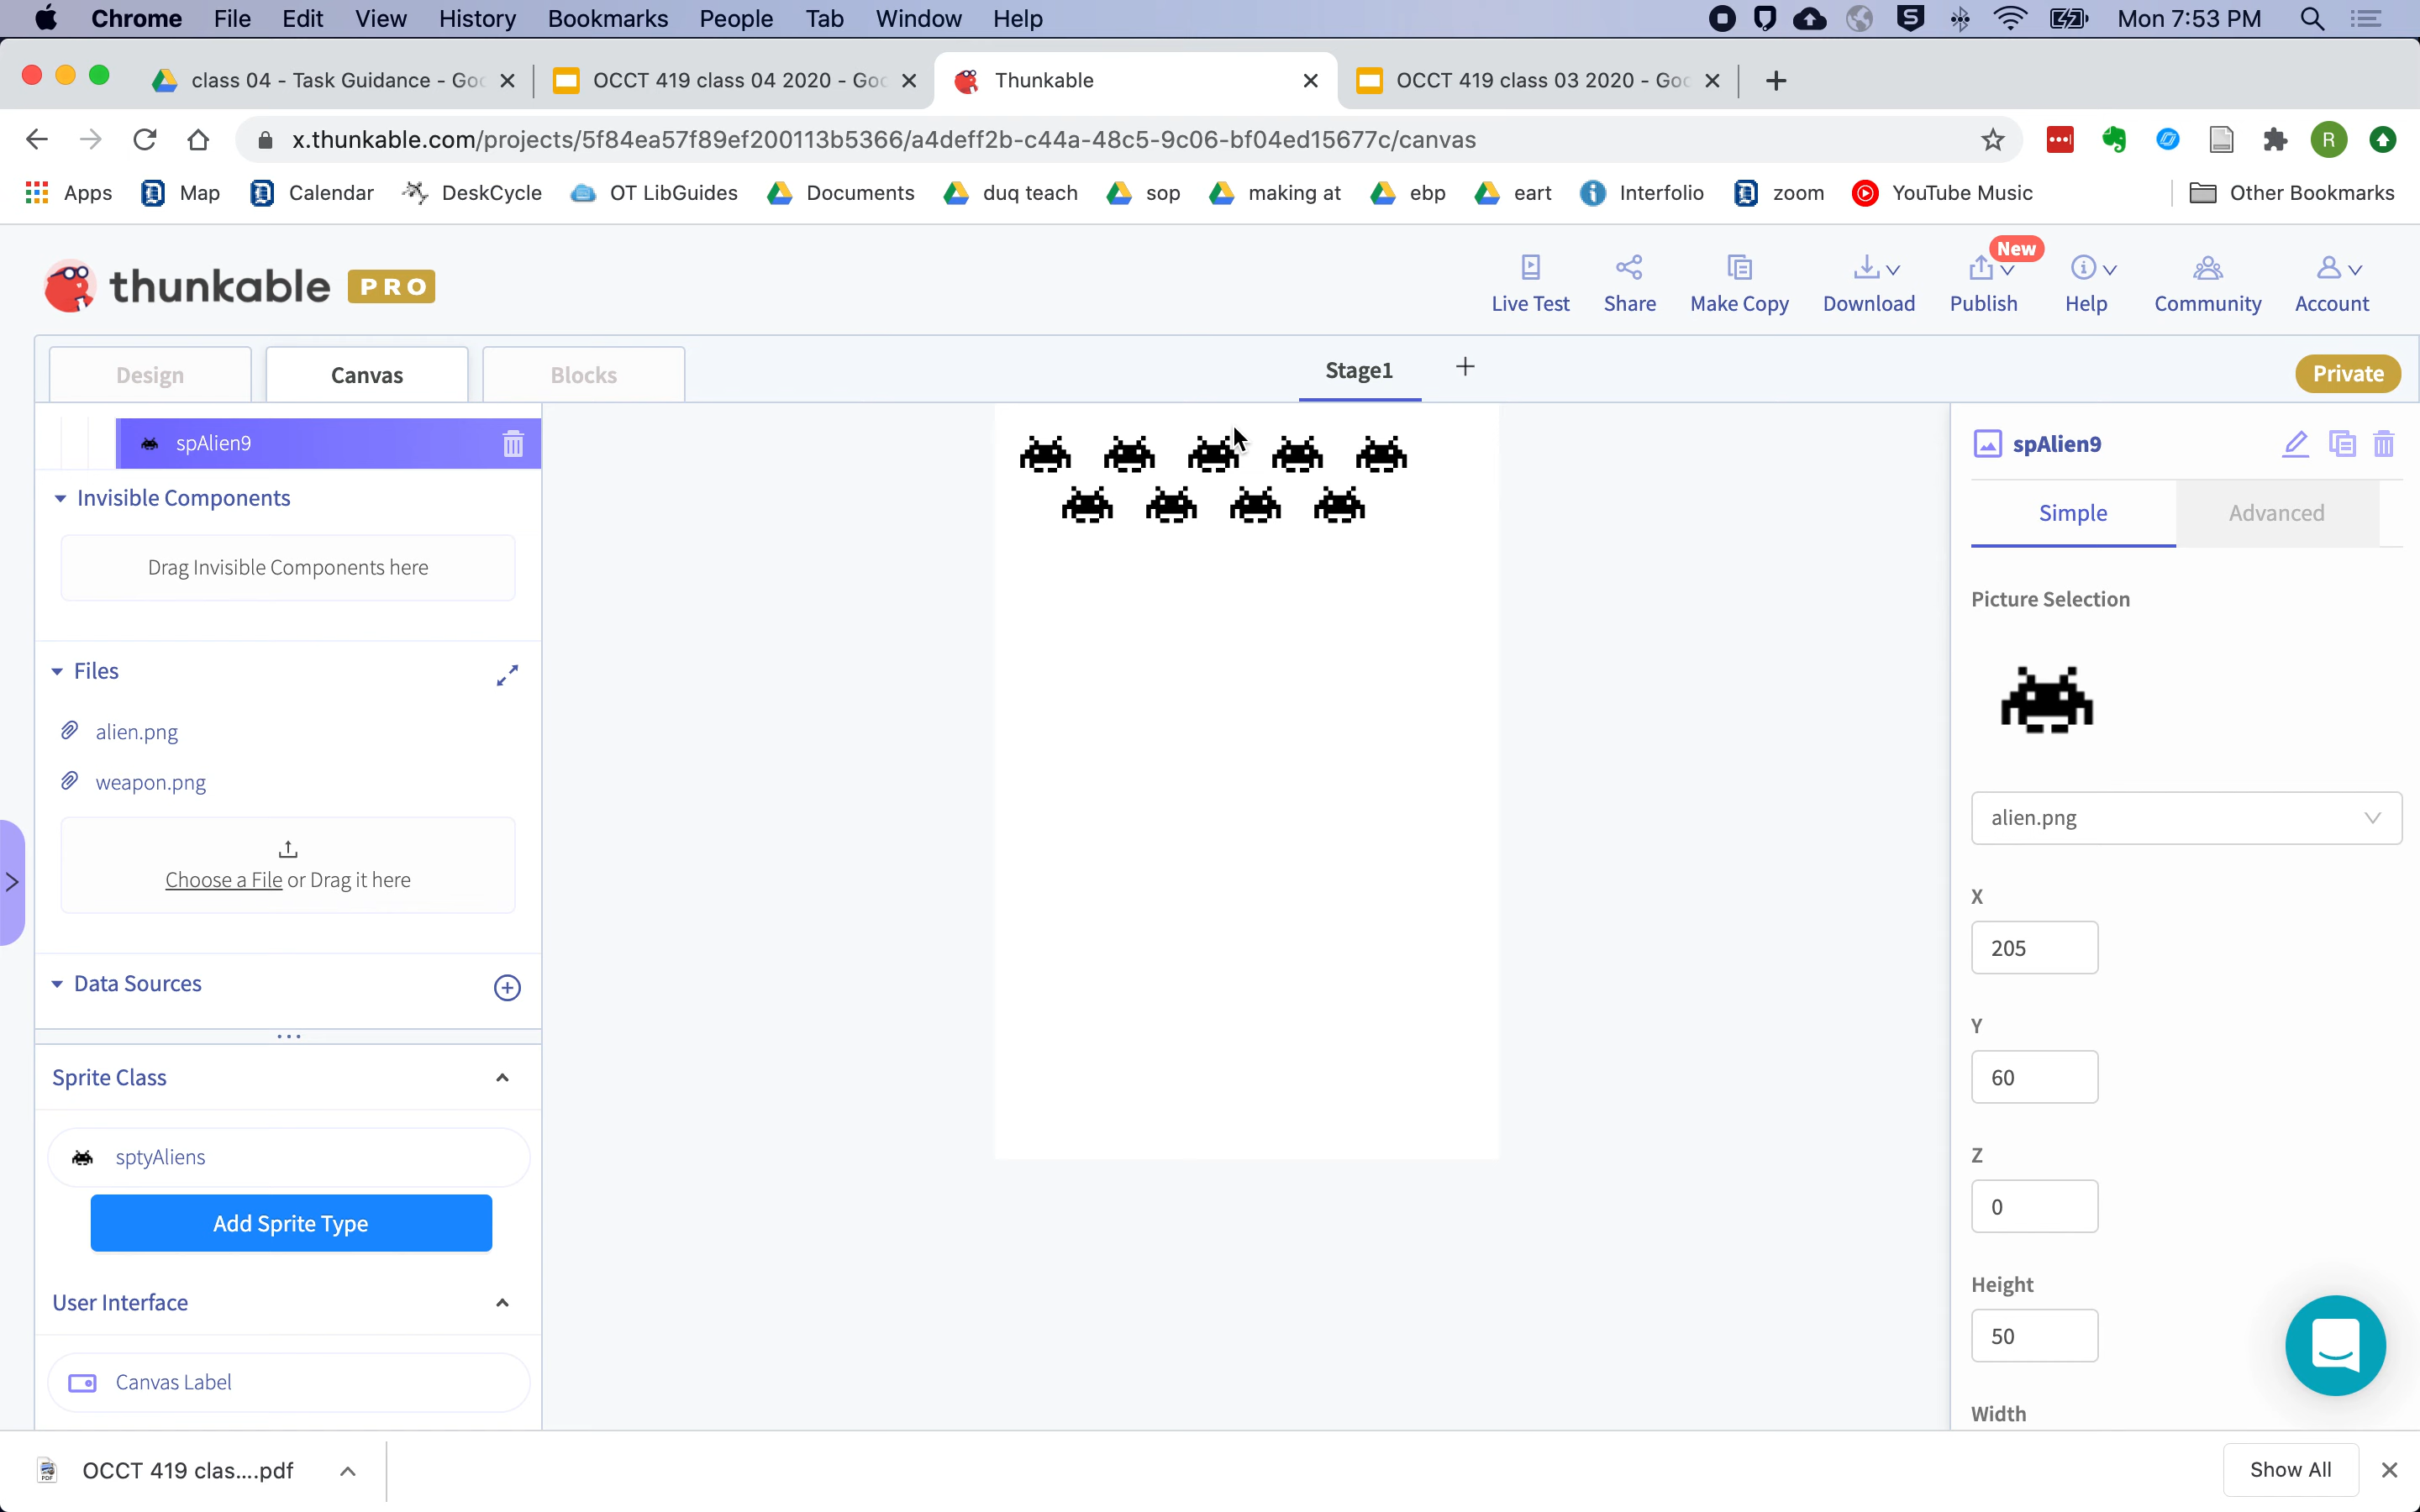 Chrome File Edit View History Bookmarks People Tab Window Help Mon 7:53 PM
class 04 - Task Guidance - Goo OCCT 419 class 04 2020 - Goo Thunkable OCCT 419 class 03 2020 - Goo
x.thunkable.com/projects/5f84ea57f89ef200113b5366/a4deff2b-c44a-48c5-9c06-bf04ed15677c/canvas R
Apps Map Calendar DeskCycle OT LibGuides Documents duq teach sop making at ebp eart Interfolio zoom YouTube Music Other Bookmarks
thunkable PRO
New
Live Test Share Make Copy Download Publish Help Community Account
Design Canvas Blocks Stage1 + Private
spAlien9
Invisible Components
Drag Invisible Components here
Files
alien.png
weapon.png
Choose a File or Drag it here
Data Sources
Sprite Class
sptyAliens
Add Sprite Type
User Interface
Canvas Label
spAlien9
Simple Advanced
Picture Selection
alien.png
X
205
Y
60
Z
0
Height
50
Width
OCCT 419 clas....pdf Show All